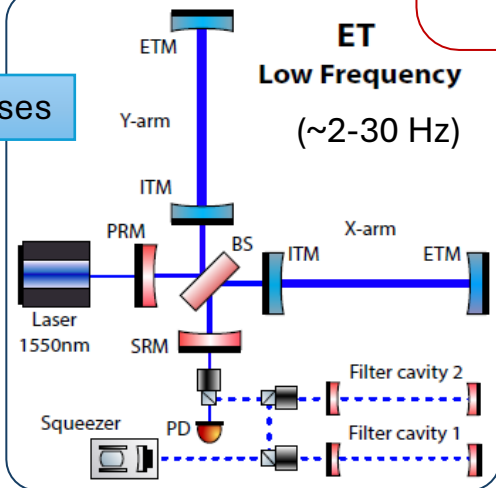 ETM
ET
Low Frequency
(~2-30 Hz)
ses
Y-arm
ITM
PRM
BS
ITM
X-arm
ETM
Laser
1550nm
SRM
Filter cavity 2
Squeezer
PD
Filter cavity 1